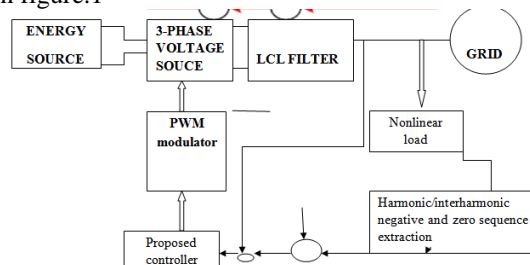 n figure.1
ENERGY
SOURCE
3-PHASE
VOLTAGE
SOUCE
LCL FILTER
GRID
PWM
modulator
Nonlinear
load
Harmonic/interharmonic
negative and zero sequence
extraction
Proposed
controller